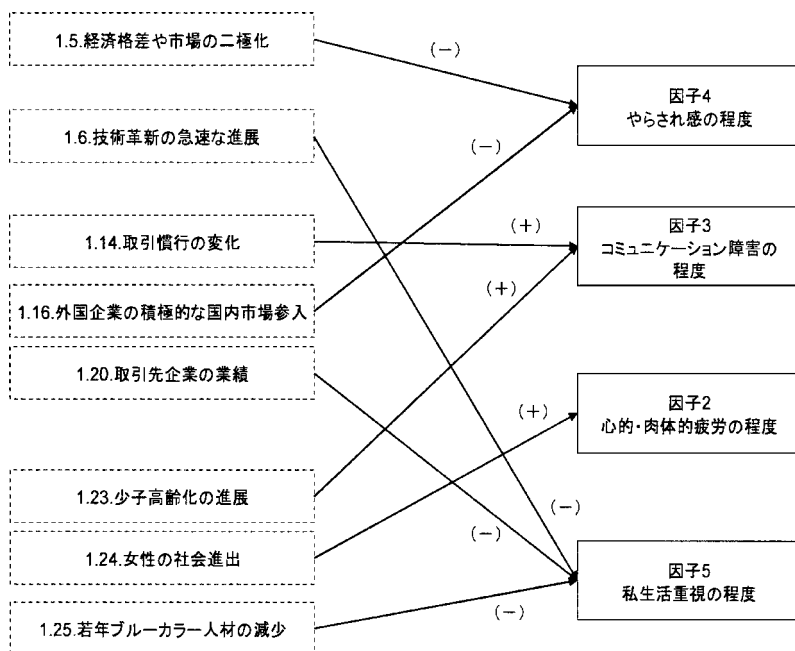 1.5.経済格差や市場の二極化
1.6.技術革新の急速な進展
1.14.取引慣行の変化
1.16.外国企業の積極的な国内市場参入
1.20.取引先企業の業績
1.23.少子高齢化の進展
1.24.女性の社会進出
1.25.若年ブルーカラー人材の減少
(-)
(-)
(+)
(+)
(+)
(-)
(-)
(-)
因子4
やらされ感の程度
因子3
コミュニケーション障害の
程度
因子2
心的・肉体的疲労の程度
因子5
私生活重視の程度